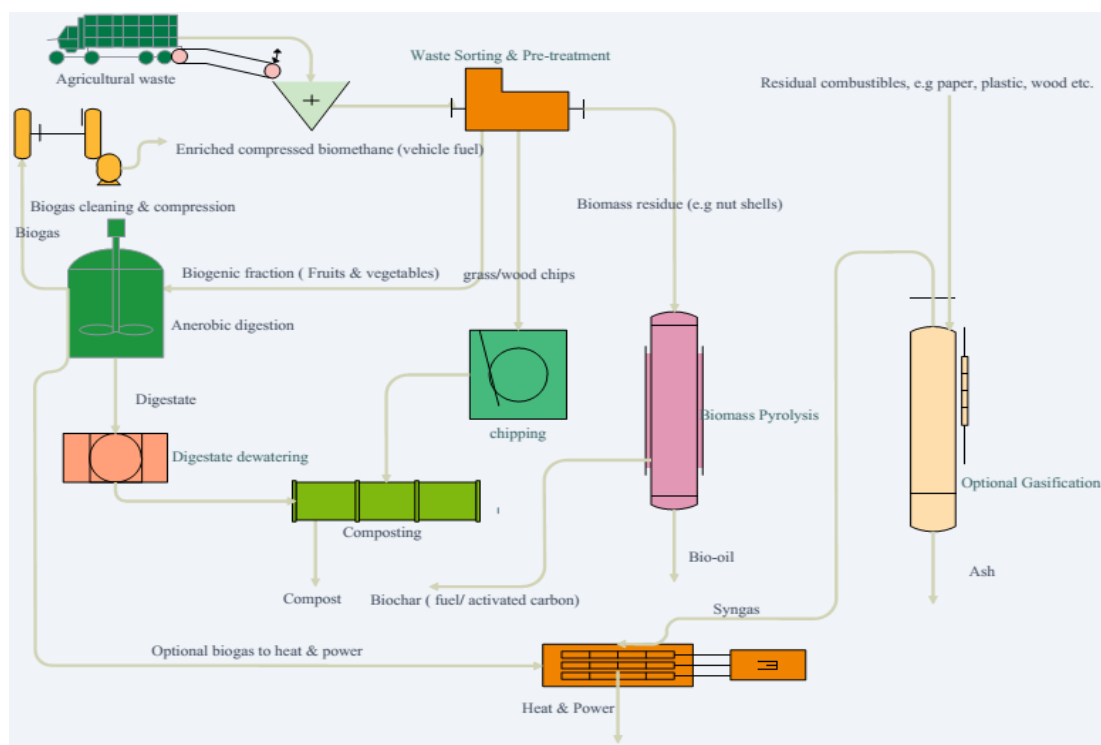 Waste Sorting & Pre-treatment
Agricultural waste
Residual combustibles, e.g paper, plastic, wood etc.
Enriched compressed biomethane (vehicle fuel)
Biogas cleaning & compression
Biomass residue (e.g nut shells)
Biogas
Biogenic fraction ( Fruits & vegetables)
grass/wood chips
Anerobic digestion
Digestate
Biomass Pyrolysis
chipping
Digestate dewatering
Optional Gasification
Composting
Bio-oil
Ash
Compost
Biochar ( fuel/ activated carbon)
Syngas
Optional biogas to heat & power
Heat & Power